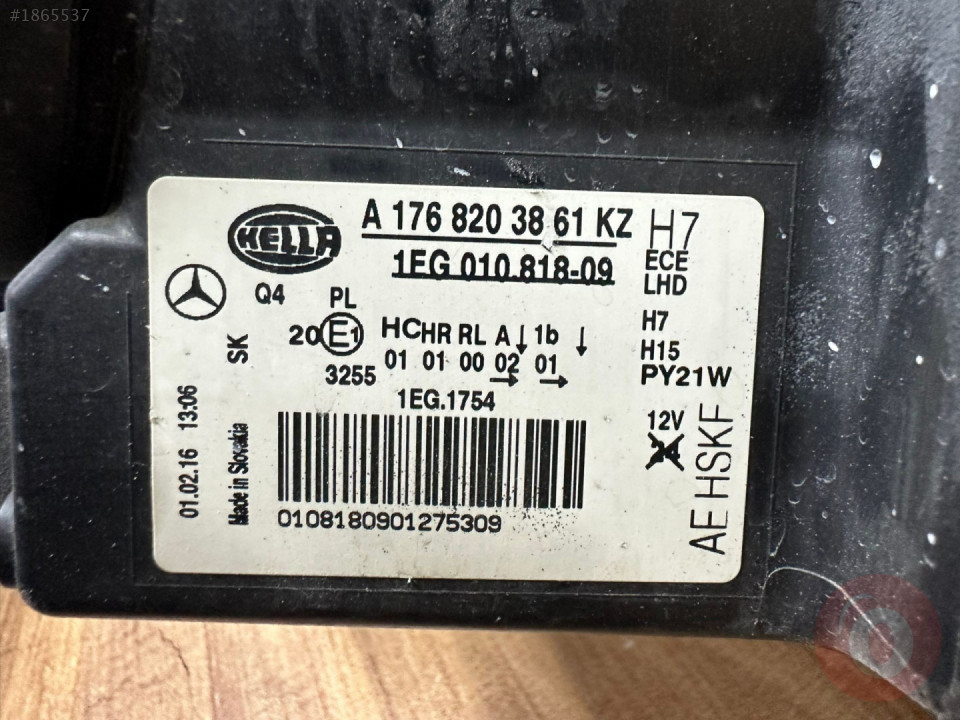 #1865537
HELLA
A 176 820 38 61 KZ
1EG 010.818-09
H7
ECE
LHD
Q4
PL
20 E1
3255
HCHR RL A↓ 1b ↓
01 01 00 02 01
→ →
1EG.1754
H7
H15
PY21W
12V
SK
01.02.16 13:06
Made in Slovakia
0108180901275309
AE HSKF